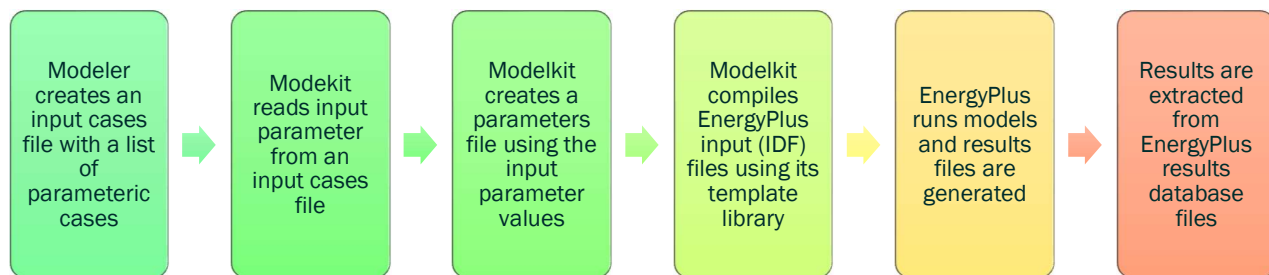 Modeler
creates an
input cases
file with a list
of
parameteric
cases
Modekit
reads input
parameter
from an
input cases
file
Modelkit
creates a
parameters
file using the
input
parameter
values
Modelkit
compiles
EnergyPlus
input (IDF)
files using its
template
library
EnergyPlus
runs models
and results
files are
generated
Results are
extracted
from
EnergyPlus
results
database
files